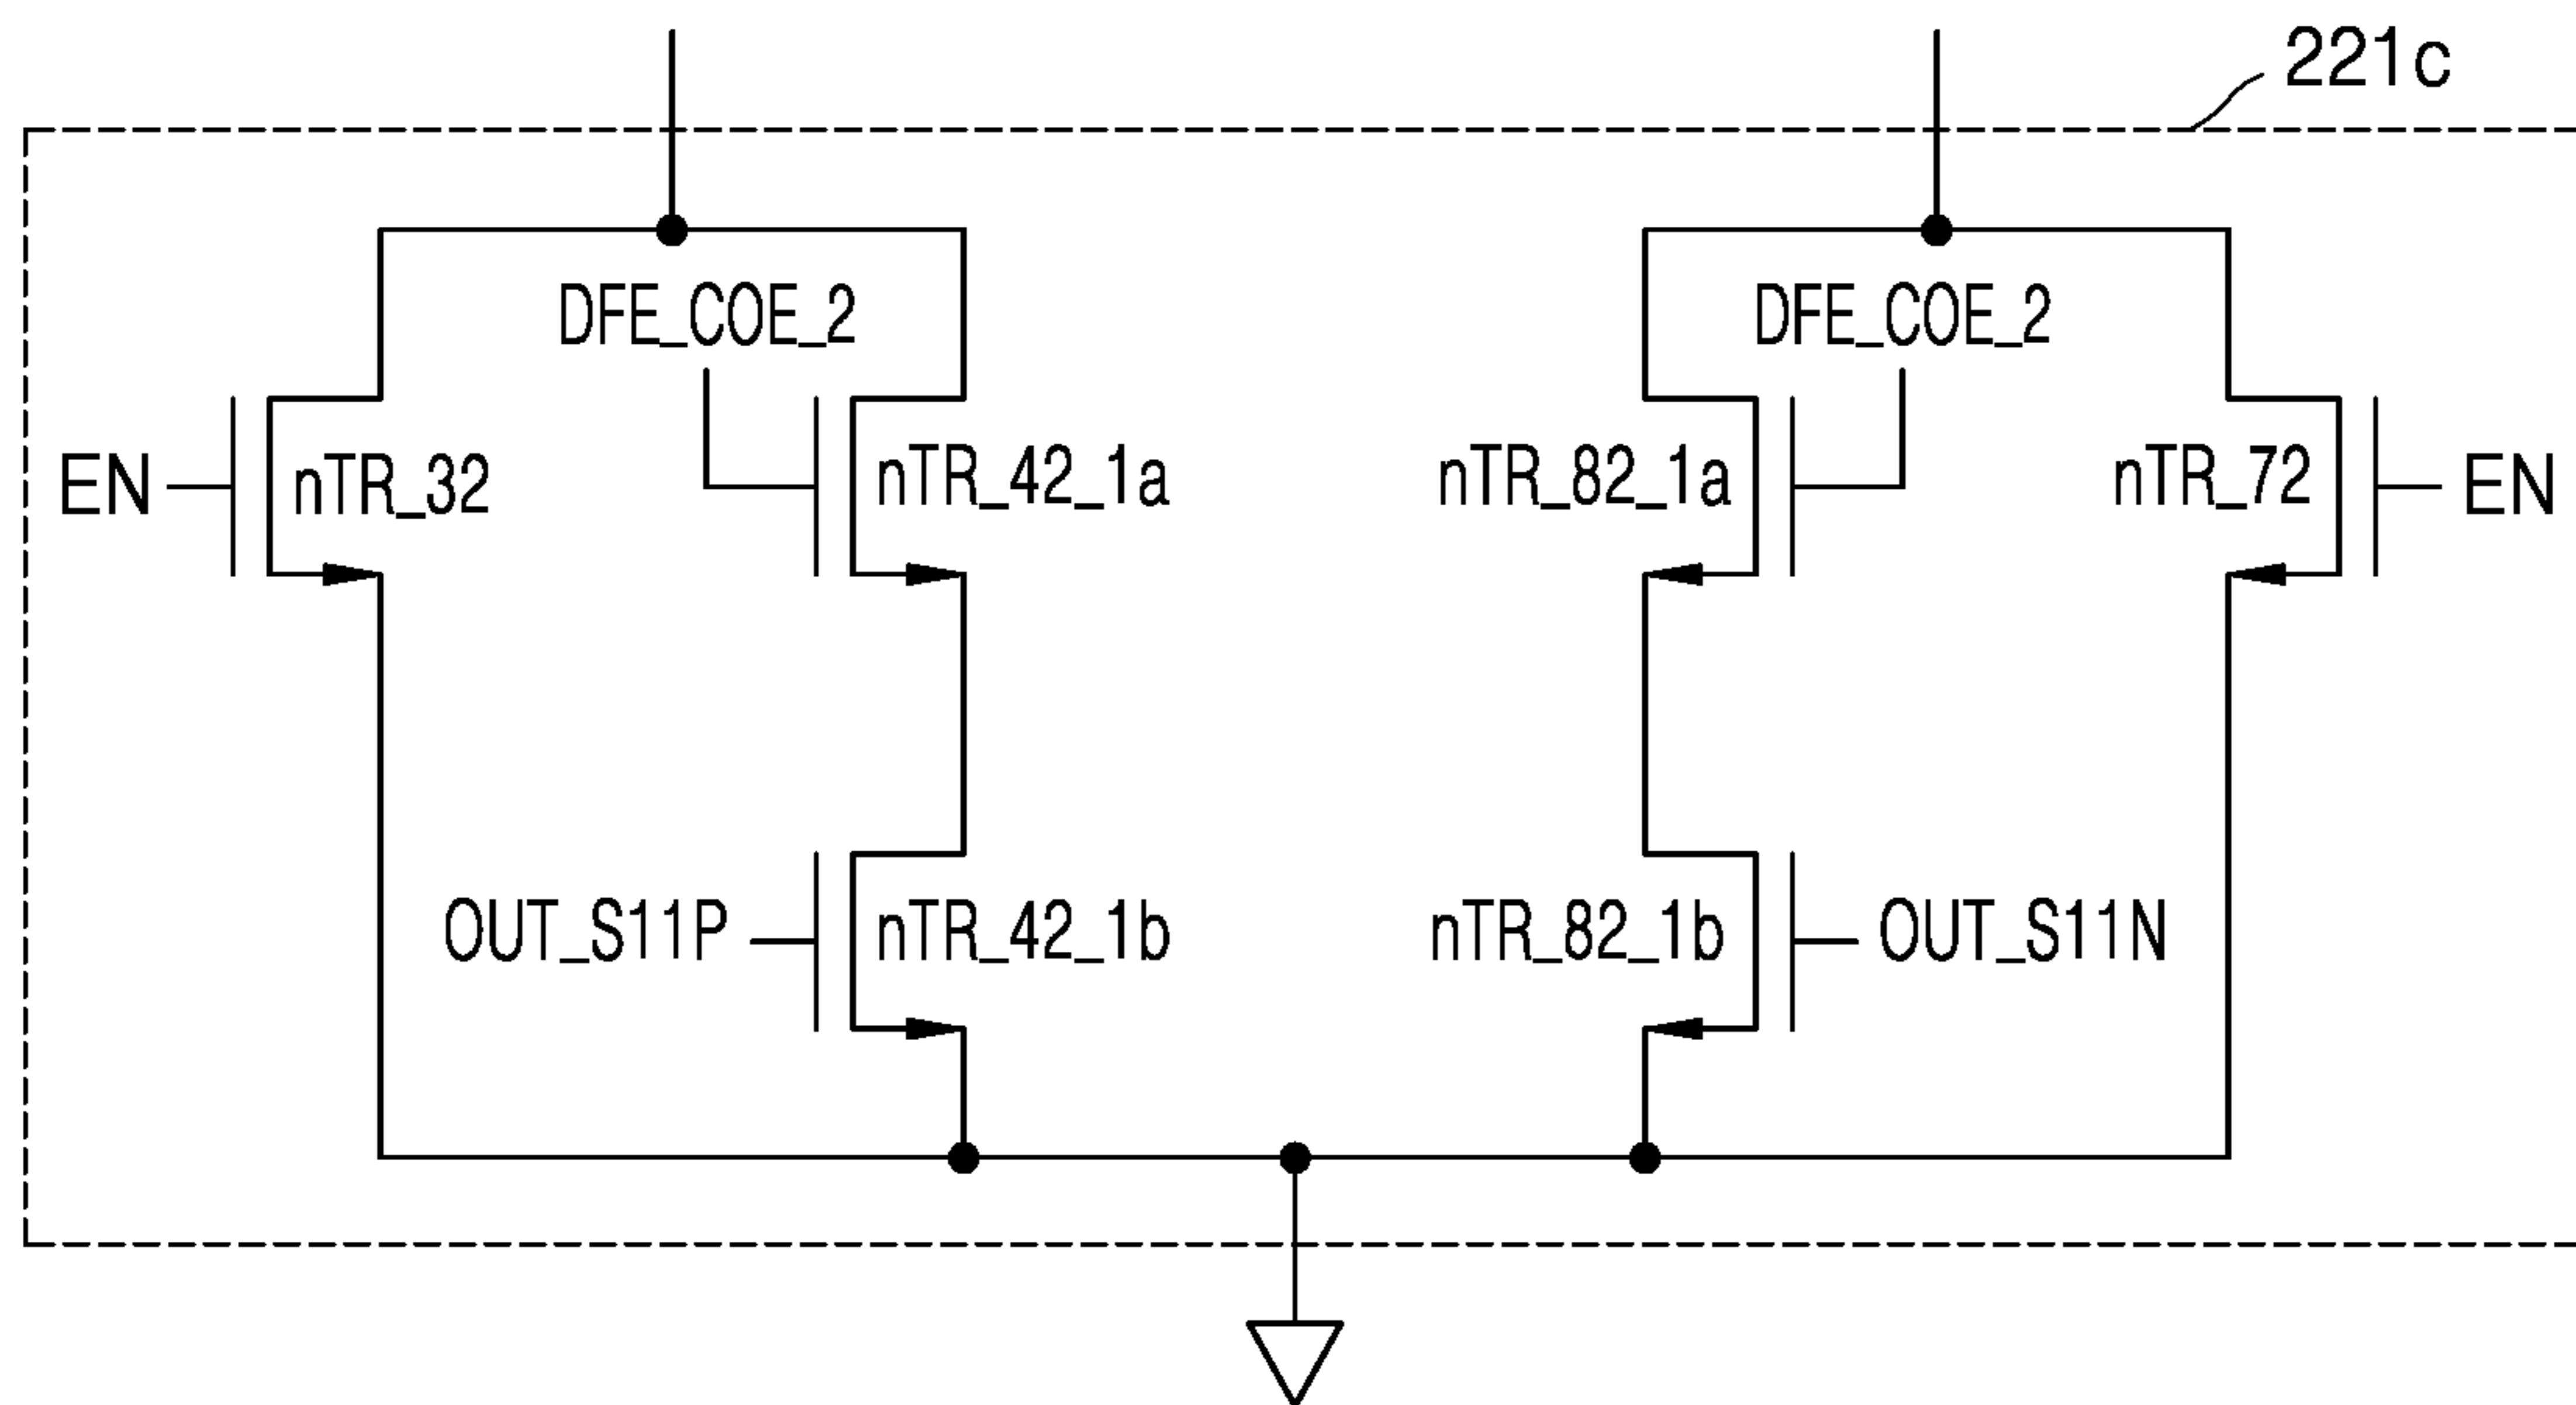 221c
DFE_COE_2 DFE_COE_2
EN nTR_32 nTR_42_1a nTR_82_1a nTR_72 EN
OUT_S11P nTR_42_1b nTR_82_1b OUT_S11N